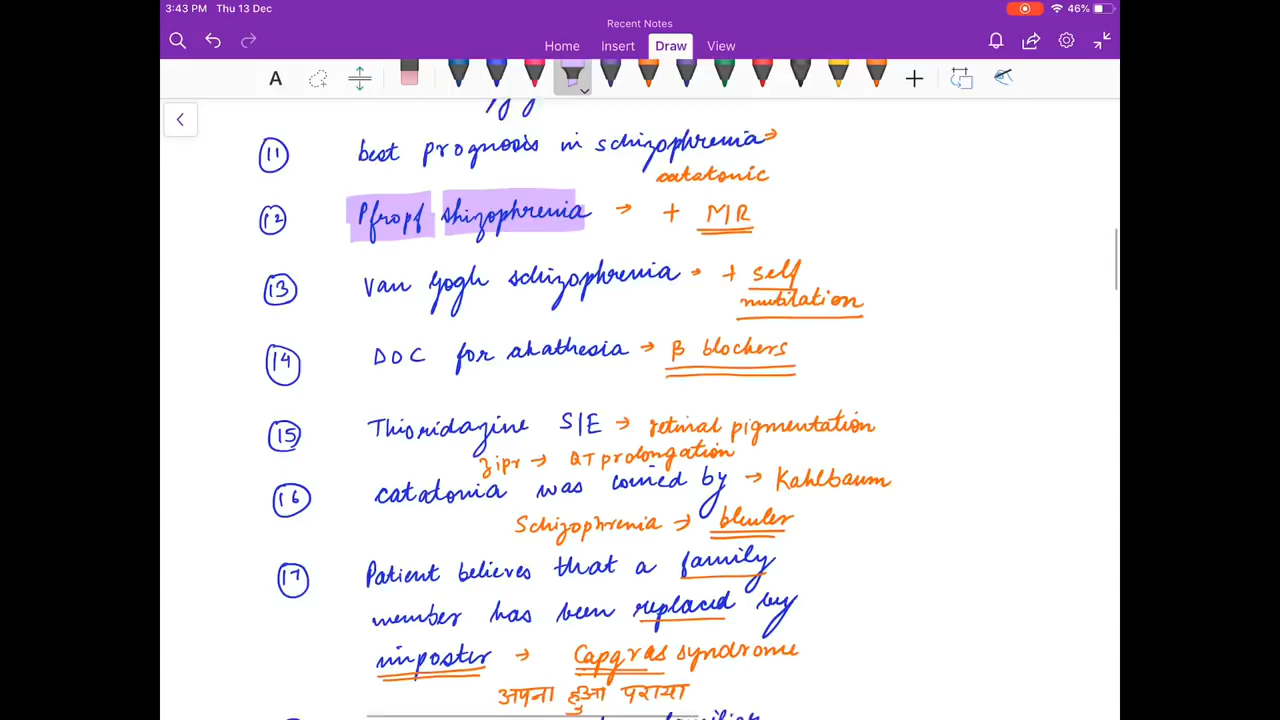 3:43 PM Thu 13 Dec
46%
Recent Notes
Home Insert Draw View
A
11 best prognosis in schizophrenia →
catatonic
12 Pfropf shizophrenia → + MR
13 Van Gogh schizophrenia → + self
mutilation
14 DOC for akathesia → β blockers
15 Thioridazine S/E → retinal pigmentation
zipr → QT prolongation
16 catatonia was coined by → Kahlbaum
Schizophrenia → bleuler
17 Patient believes that a family
member has been replaced by
imposter → Capgras syndrome
अपना हुआ पराया